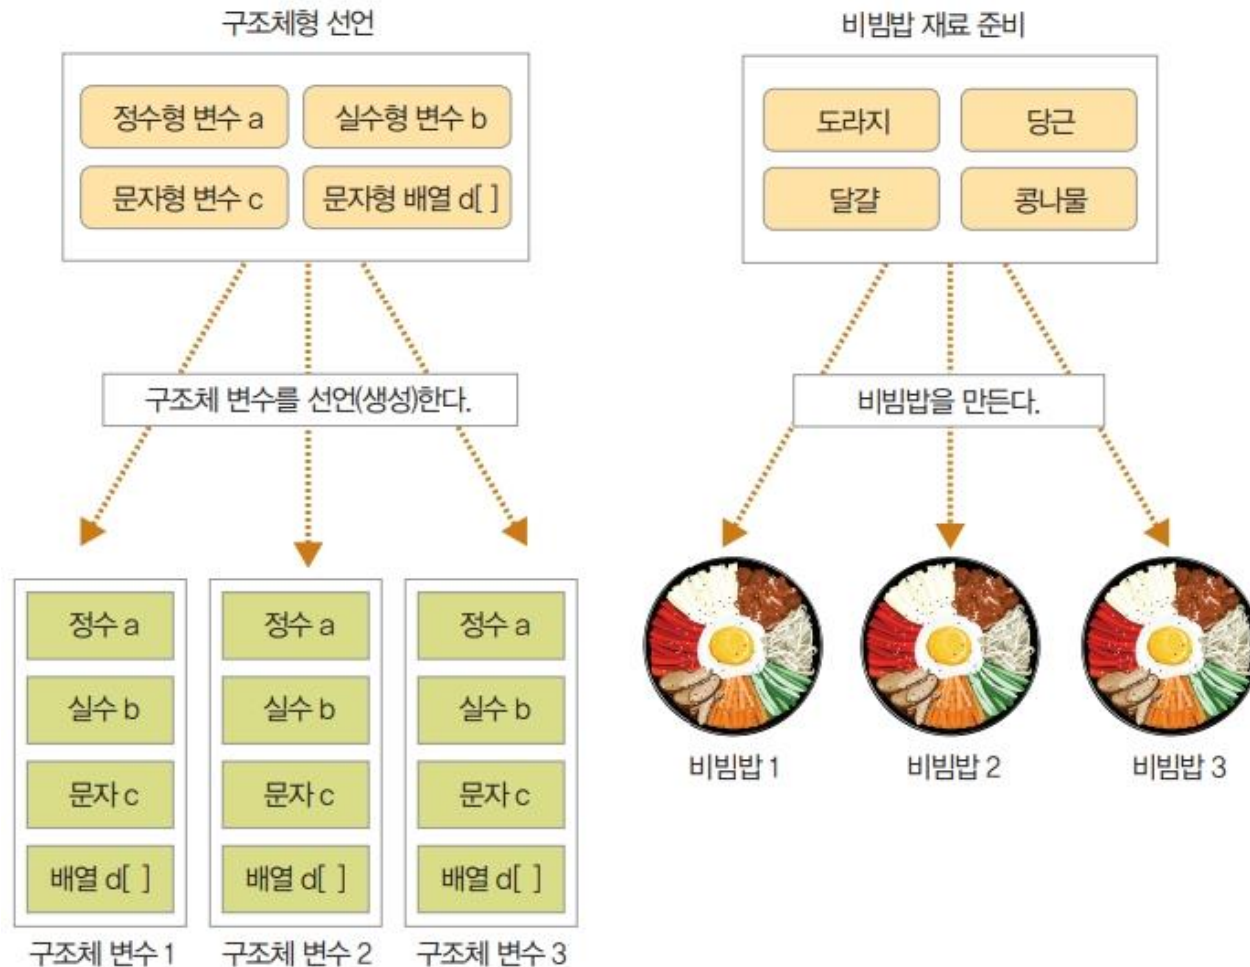 구조체형 선언
정수형 변수 a
실수형 변수 b
문자형 변수 c
문자형 배열 d[ ]
구조체 변수를 선언(생성)한다.
정수 a
실수 b
문자 c
배열 d[ ]
구조체 변수 1
정수 a
실수 b
문자 c
배열 d[ ]
구조체 변수 2
정수 a
실수 b
문자 c
배열 d[ ]
구조체 변수 3
비빔밥 재료 준비
도라지
당근
달걀
콩나물
비빔밥을 만든다.
비빔밥 1
비빔밥 2
비빔밥 3